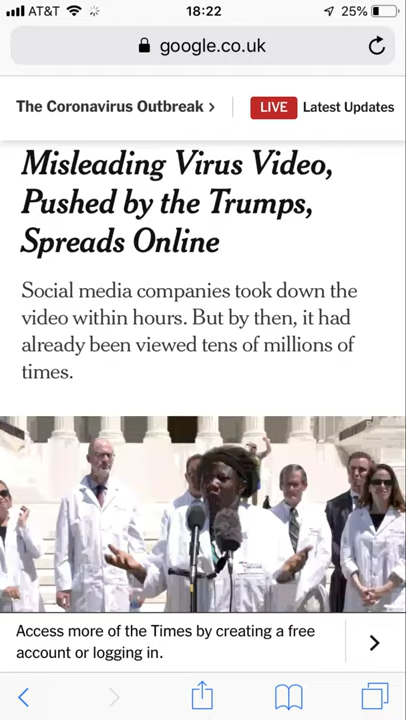 AT&T 18:22 25%
google.co.uk
The Coronavirus Outbreak > LIVE Latest Updates
Misleading Virus Video,
Pushed by the Trumps,
Spreads Online
Social media companies took down the
video within hours. But by then, it had
already been viewed tens of millions of
times.
Access more of the Times by creating a free
account or logging in.